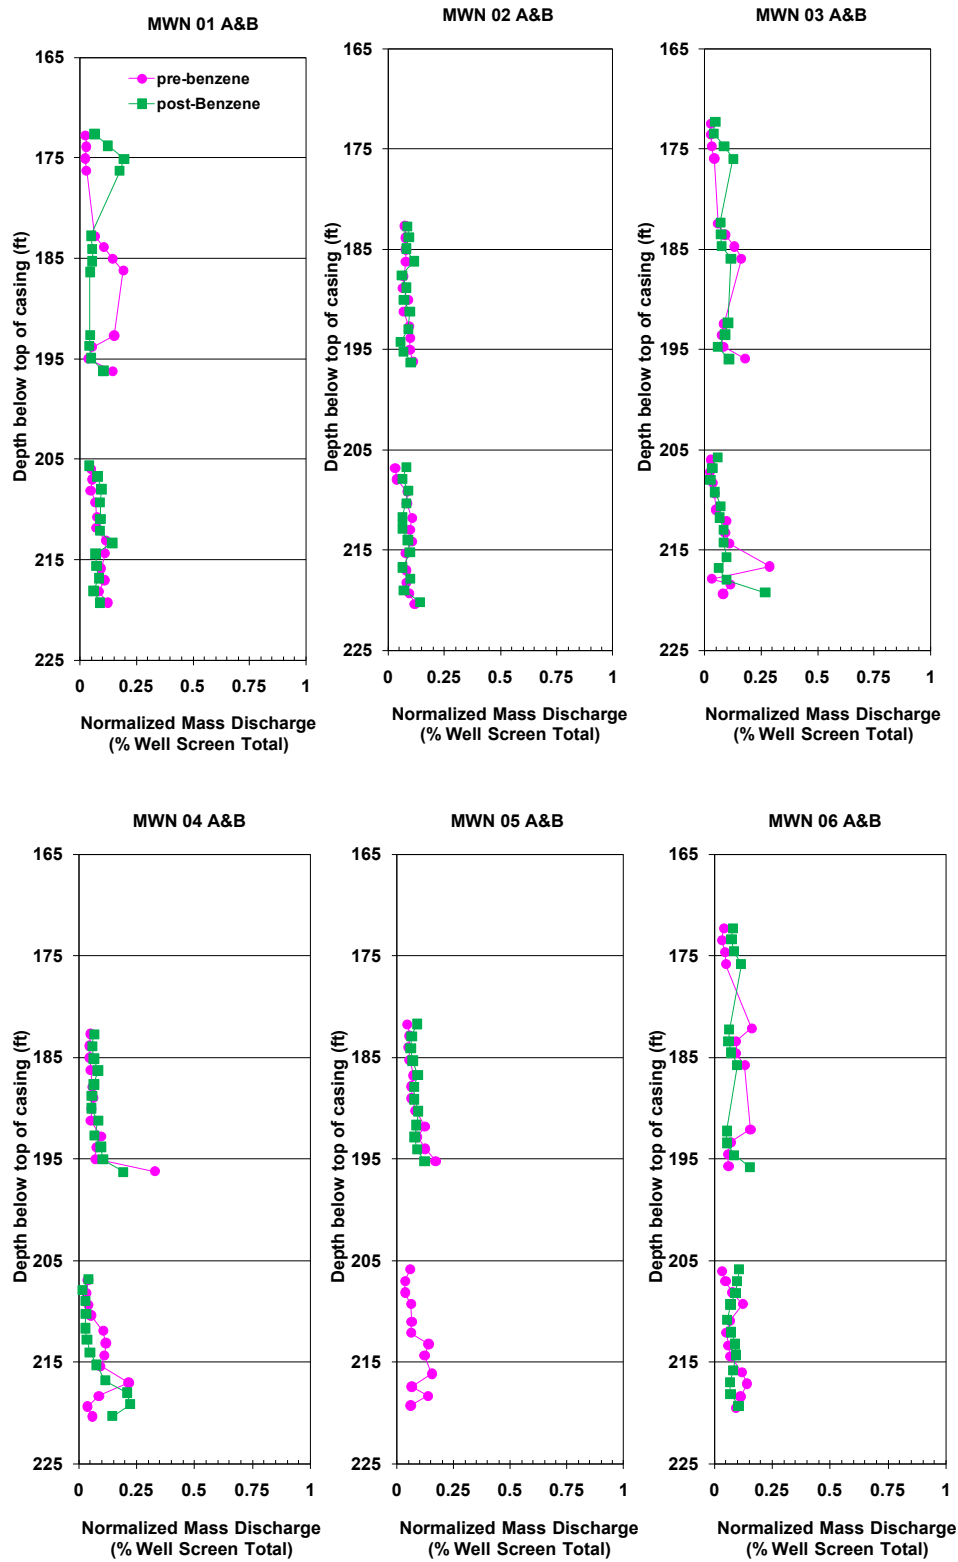 MWN 01 A&B
MWN 02 A&B
MWN 03 A&B
Depth below top of casing (ft)
165
175
185
195
205
215
225
pre-benzene
post-Benzene
0 0.25 0.5 0.75 1
Normalized Mass Discharge
(% Well Screen Total)
Depth below top of casing (ft)
165
175
185
195
205
215
225
0 0.25 0.5 0.75 1
Normalized Mass Discharge
(% Well Screen Total)
Depth below top of casing (ft)
165
175
185
195
205
215
225
0 0.25 0.5 0.75 1
Normalized Mass Discharge
(% Well Screen Total)
MWN 04 A&B
MWN 05 A&B
MWN 06 A&B
Depth below top of casing (ft)
165
175
185
195
205
215
225
0 0.25 0.5 0.75 1
Normalized Mass Discharge
(% Well Screen Total)
Depth below top of casing (ft)
165
175
185
195
205
215
225
0 0.25 0.5 0.75 1
Normalized Mass Discharge
(% Well Screen Total)
Depth below top of casing (ft)
165
175
185
195
205
215
225
0 0.25 0.5 0.75 1
Normalized Mass Discharge
(% Well Screen Total)